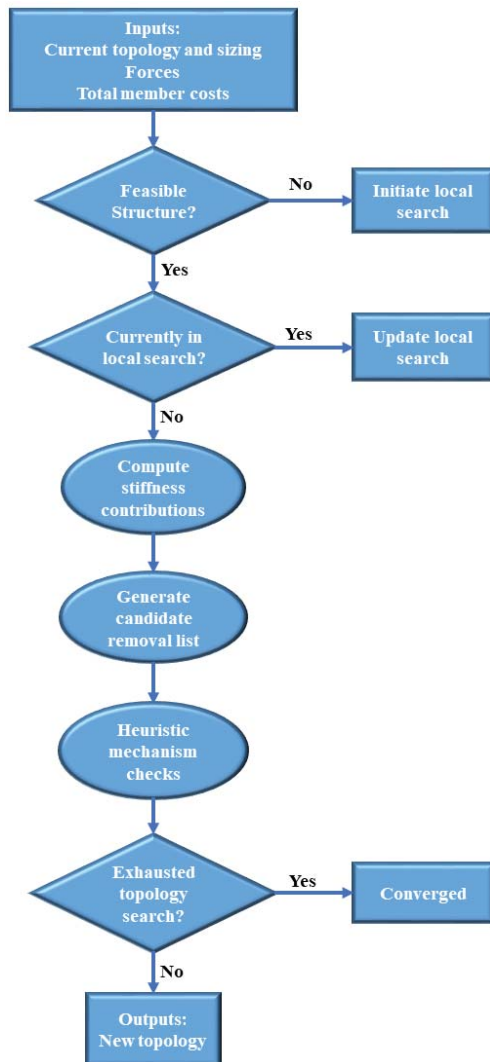 Inputs:
Current topology and sizing
Forces
Total member costs
Feasible
Structure?
No
Initiate local
search
Yes
Currently in
local search?
Yes
Update local
search
No
Compute
stiffness
contributions
Generate
candidate
removal list
Heuristic
mechanism
checks
Exhausted
topology
search?
Yes
Converged
No
Outputs:
New topology